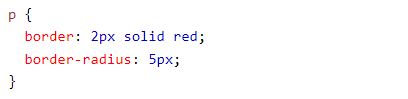 p {
  border: 2px solid red;
  border-radius: 5px;
}